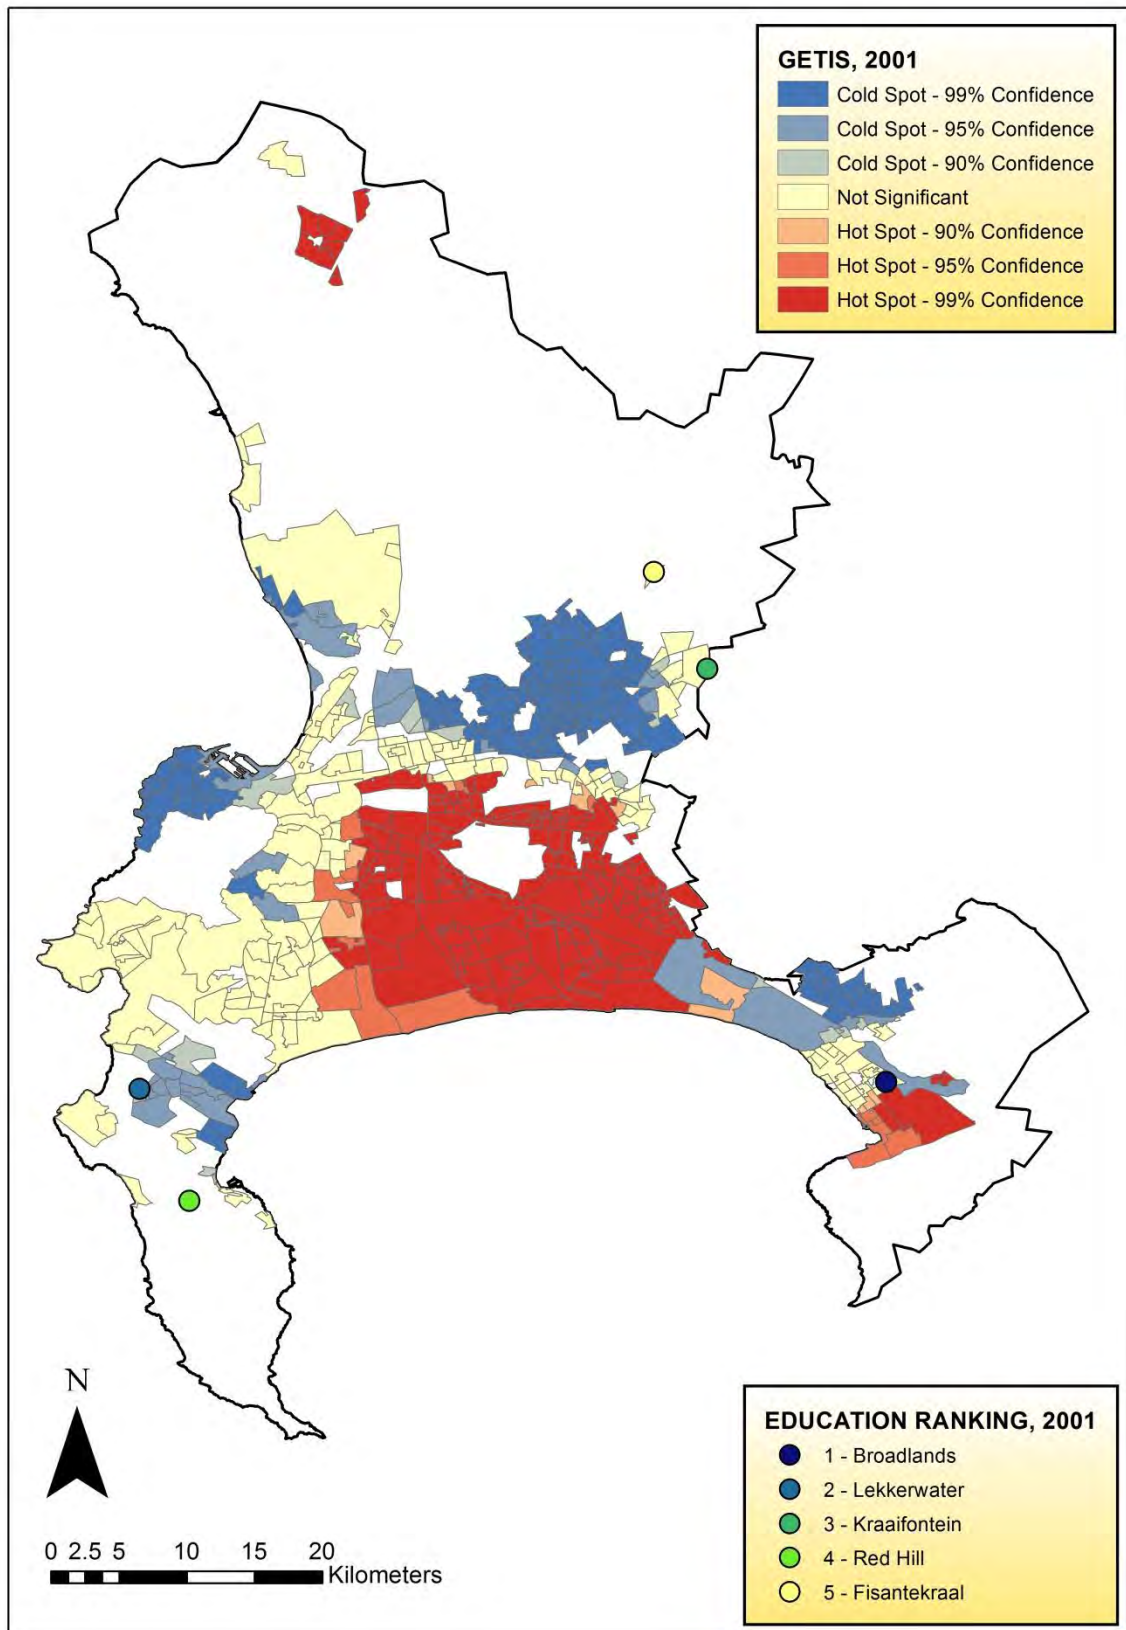 GETIS, 2001
Cold Spot - 99% Confidence
Cold Spot - 95% Confidence
Cold Spot - 90% Confidence
Not Significant
Hot Spot - 90% Confidence
Hot Spot - 95% Confidence
Hot Spot - 99% Confidence
N
0 2.5 5 10 15 20
Kilometers
EDUCATION RANKING, 2001
1 - Broadlands
2 - Lekkerwater
3 - Kraaifontein
4 - Red Hill
5 - Fisantekraal